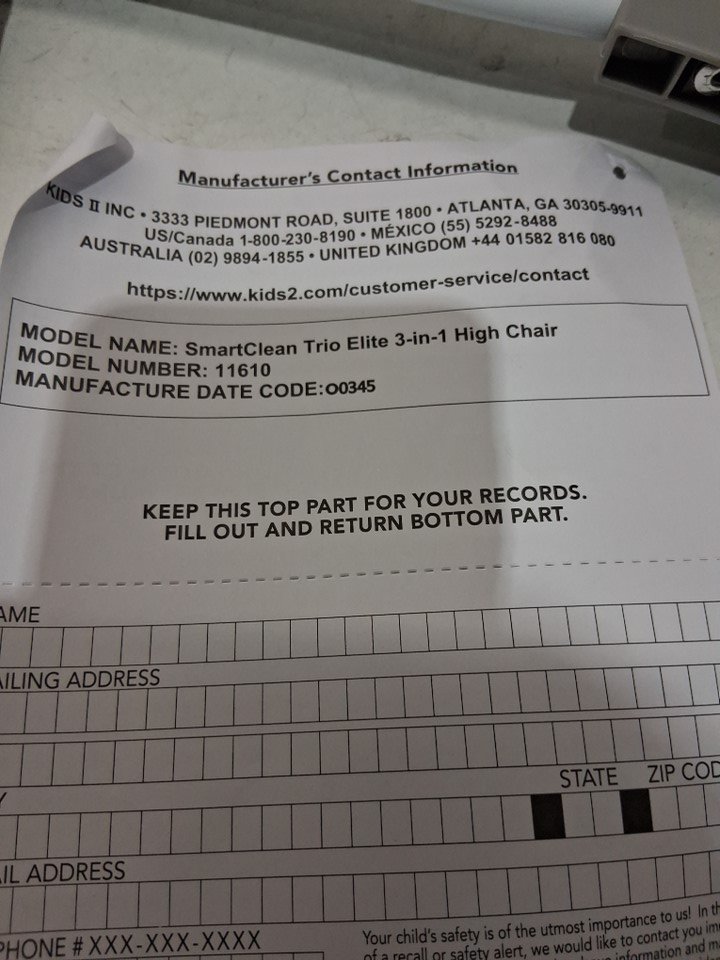 Manufacturer's Contact Information
KIDS II INC • 3333 PIEDMONT ROAD, SUITE 1800 • ATLANTA, GA 30305-9911
US/Canada 1-800-230-8190 • MÉXICO (55) 5292-8488
AUSTRALIA (02) 9894-1855 • UNITED KINGDOM +44 01582 816 080
https://www.kids2.com/customer-service/contact
MODEL NAME: SmartClean Trio Elite 3-in-1 High Chair
MODEL NUMBER: 11610
MANUFACTURE DATE CODE:O0345
KEEP THIS TOP PART FOR YOUR RECORDS.
FILL OUT AND RETURN BOTTOM PART.
AME
AILING ADDRESS
STATE ZIP COD
Y
AIL ADDRESS
PHONE # XXX-XXX-XXXX
Your child's safety is of the utmost importance to us! In th
of a recall or safety alert, we would like to contact you im
information and m